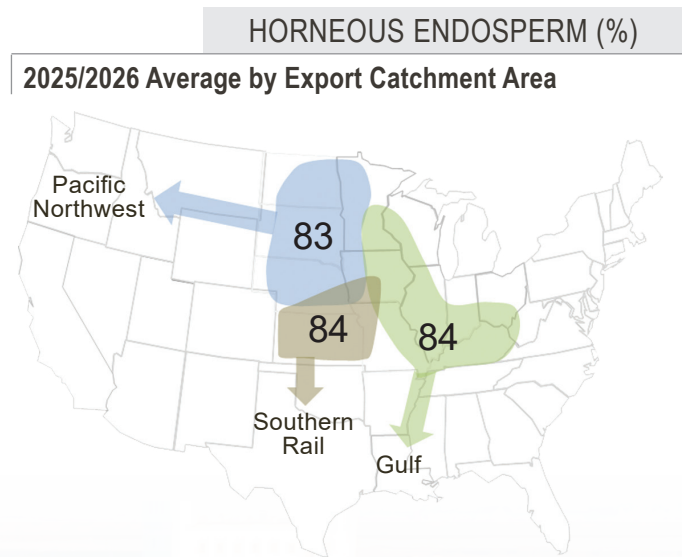 HORNEOUS ENDOSPERM (%)
2025/2026 Average by Export Catchment Area
Pacific
Northwest
83
84
84
Southern
Rail
Gulf